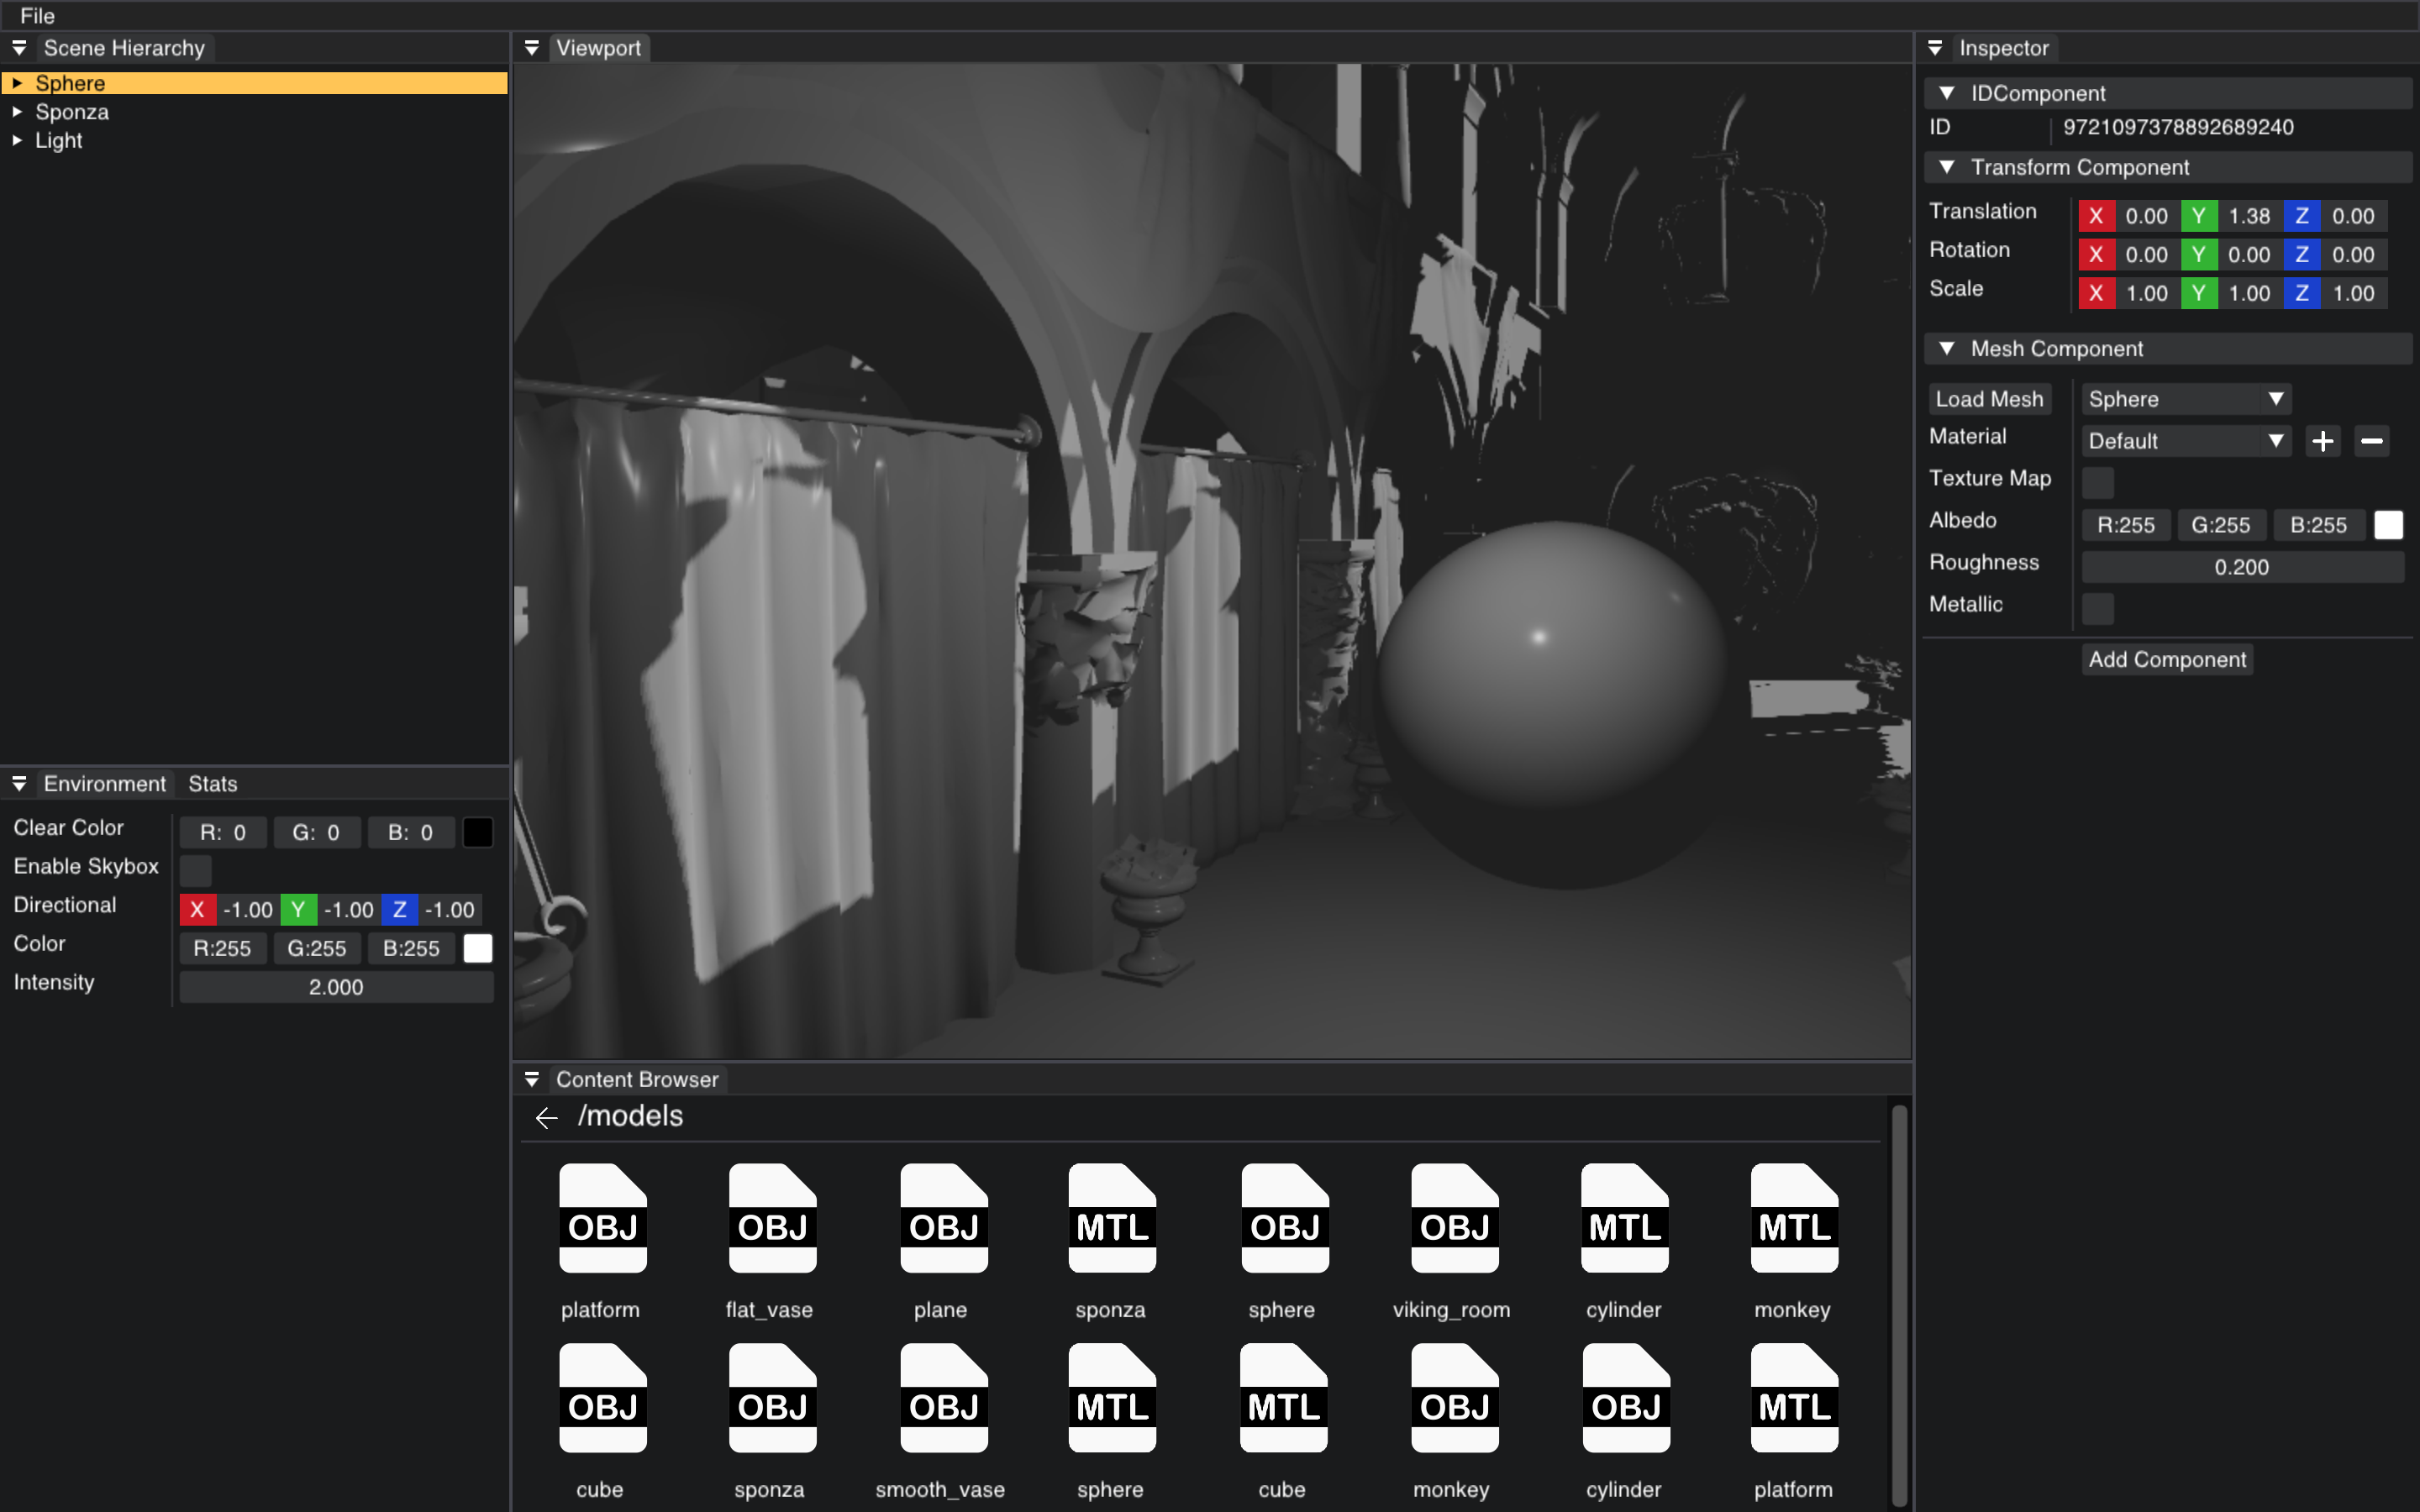 File
Scene Hierarchy
Sphere
Sponza
Light
Environment Stats
Clear Color R: 0 G: 0 B: 0
Enable Skybox
Directional X -1.00 Y -1.00 Z -1.00
Color R:255 G:255 B:255
Intensity 2.000
Viewport
Content Browser
/models
OBJ OBJ OBJ MTL OBJ OBJ MTL MTL
platform flat_vase plane sponza sphere viking_room cylinder monkey
OBJ OBJ OBJ MTL MTL OBJ OBJ MTL
cube sponza smooth_vase sphere cube monkey cylinder platform
Inspector
IDComponent
ID 9721097378892689240
Transform Component
Translation X 0.00 Y 1.38 Z 0.00
Rotation X 0.00 Y 0.00 Z 0.00
Scale X 1.00 Y 1.00 Z 1.00
Mesh Component
Load Mesh Sphere
Material Default
Texture Map
Albedo R:255 G:255 B:255
Roughness 0.200
Metallic
Add Component